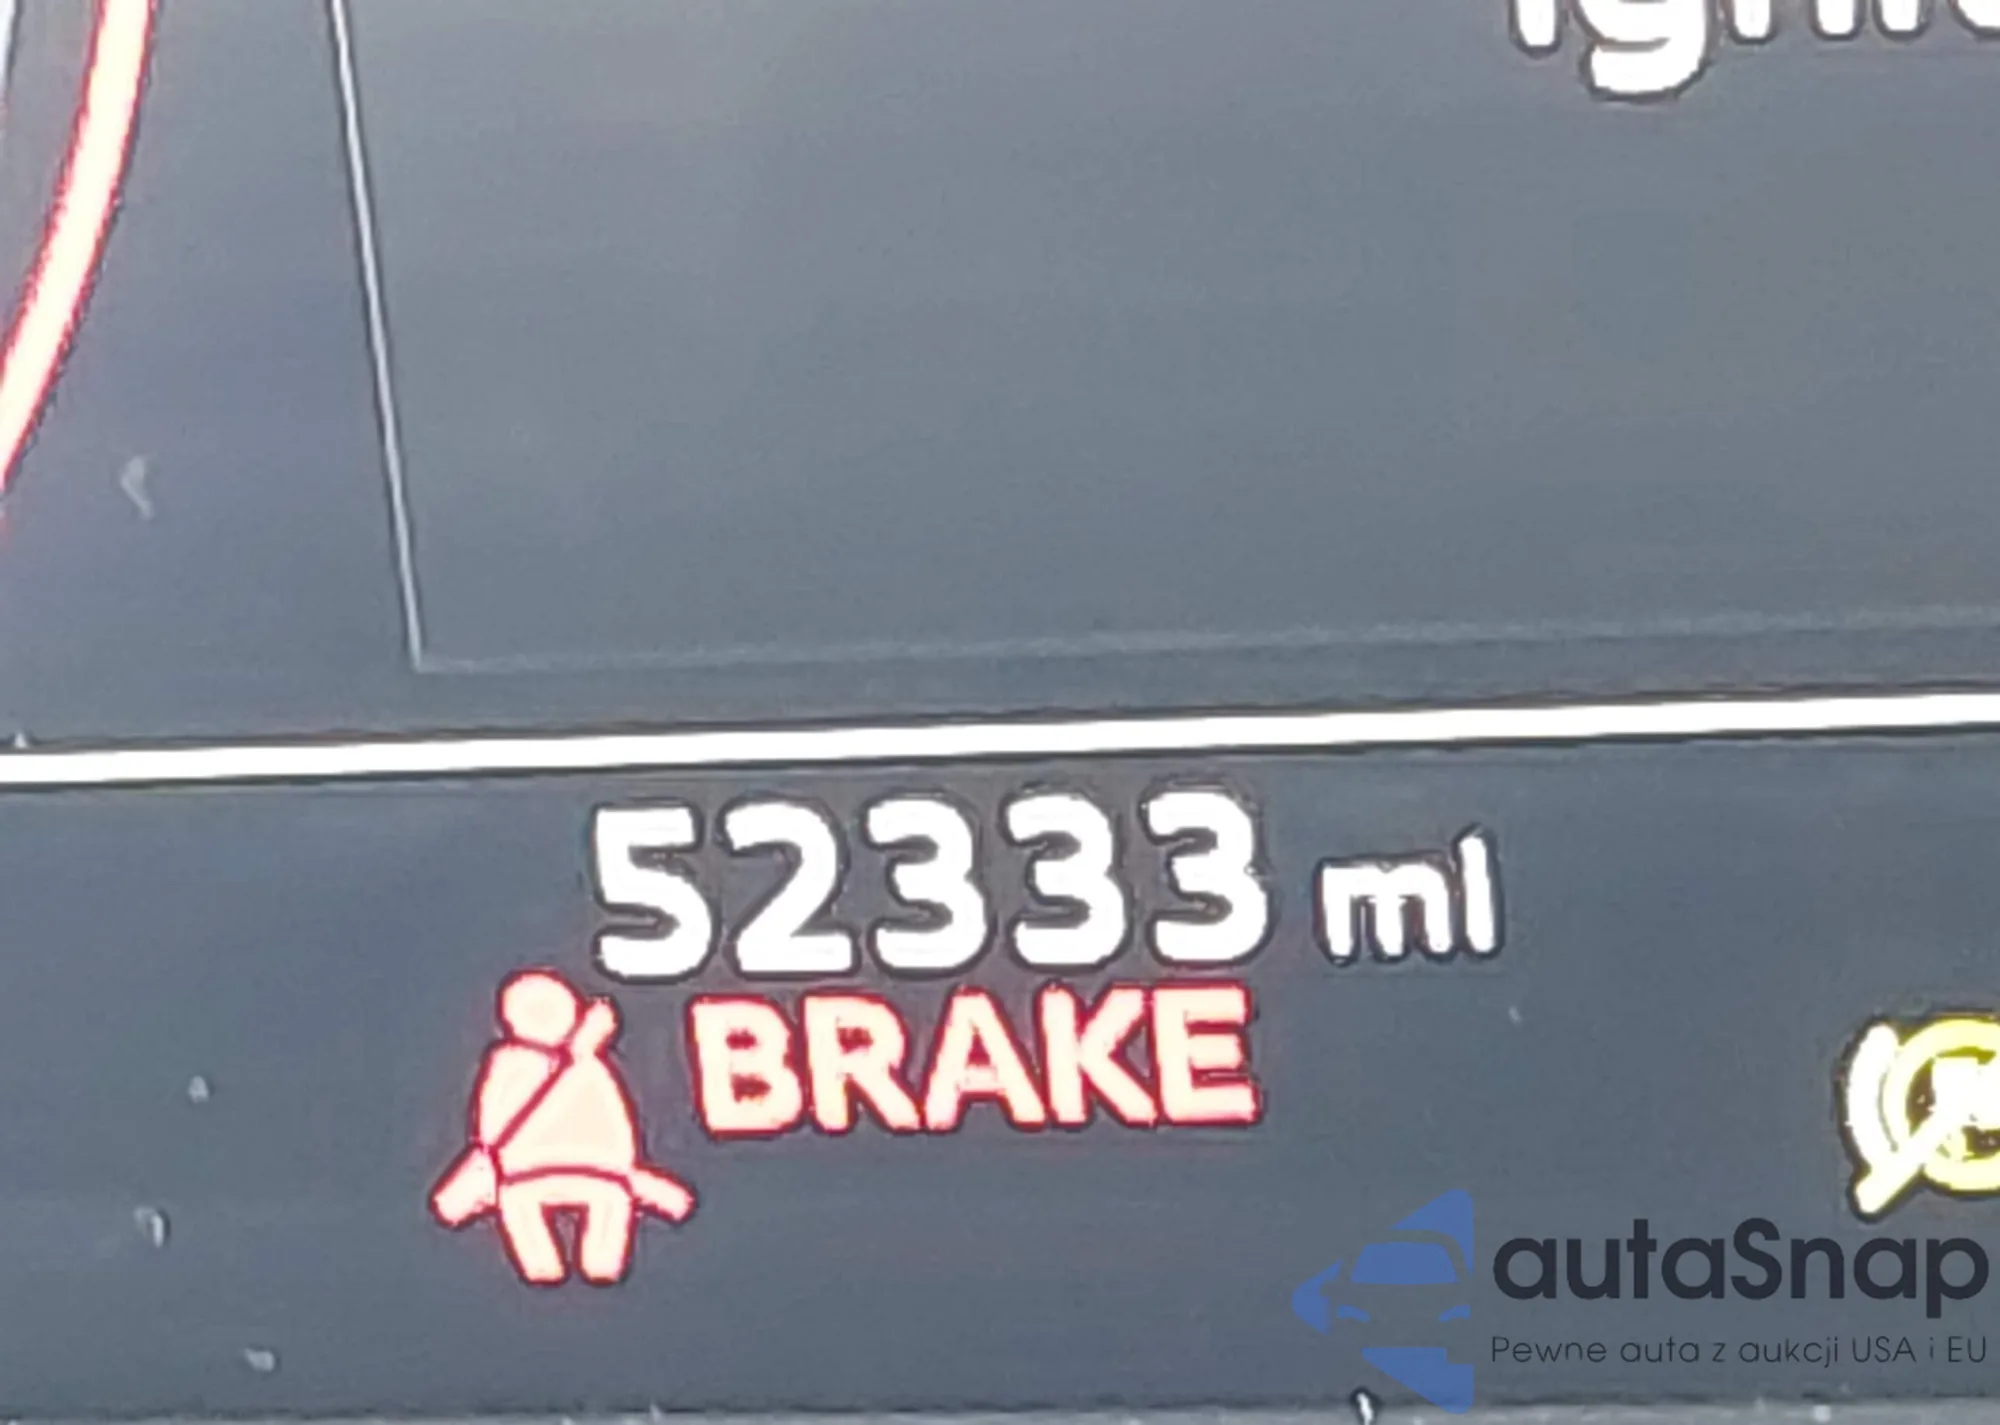 52333 mi
BRAKE
autaSnap
Pewne auta z aukcji USA i EU